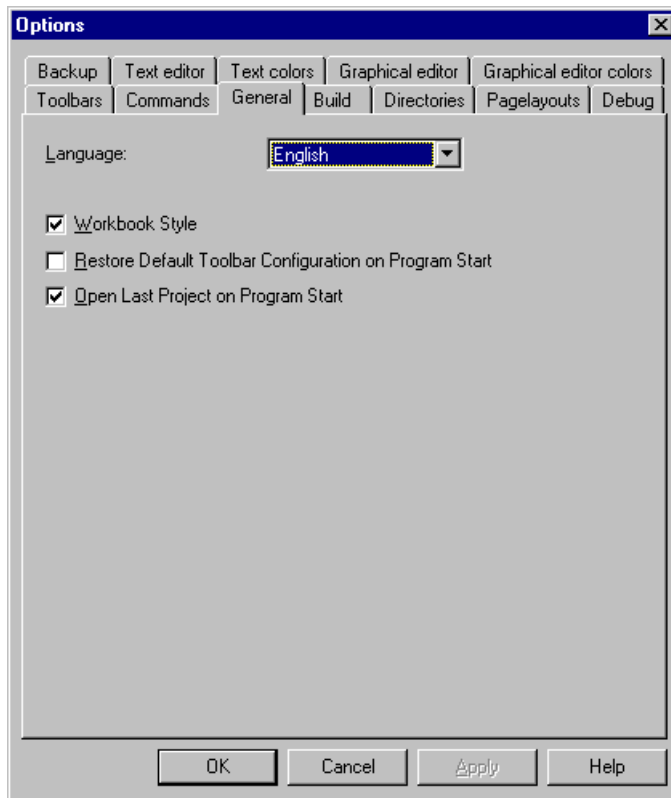 Options
Backup Text editor Text colors Graphical editor Graphical editor colors
Toolbars Commands General Build Directories Pagelayouts Debug
Language: English
Workbook Style
Restore Default Toolbar Configuration on Program Start
Open Last Project on Program Start
OK Cancel Apply Help